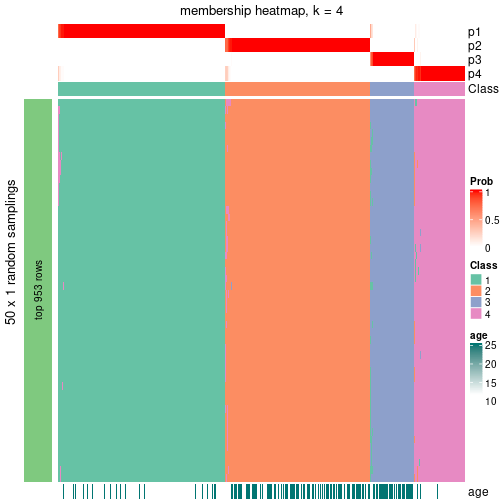 membership heatmap, k = 4
p1
p2
p3
p4
Class
50 x 1 random samplings
top 953 rows
Prob
1
0.5
0
Class
1
2
3
4
age
25
20
15
10
age